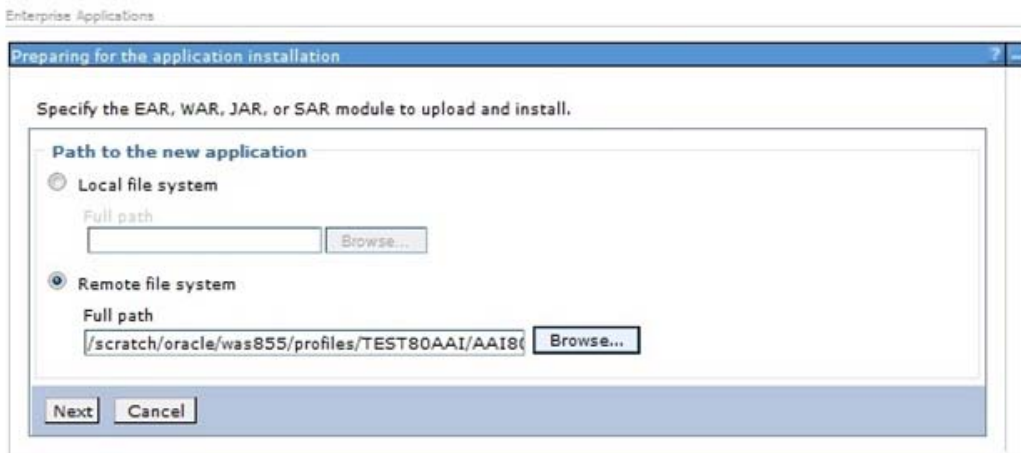 Enterprise Applications
Preparing for the application installation ? –
Specify the EAR, WAR, JAR, or SAR module to upload and install.
Path to the new application
Local file system
Full path
Browse...
Remote file system
Full path
/scratch/oracle/was855/profiles/TEST80AAI/AAI80 Browse...
Next Cancel